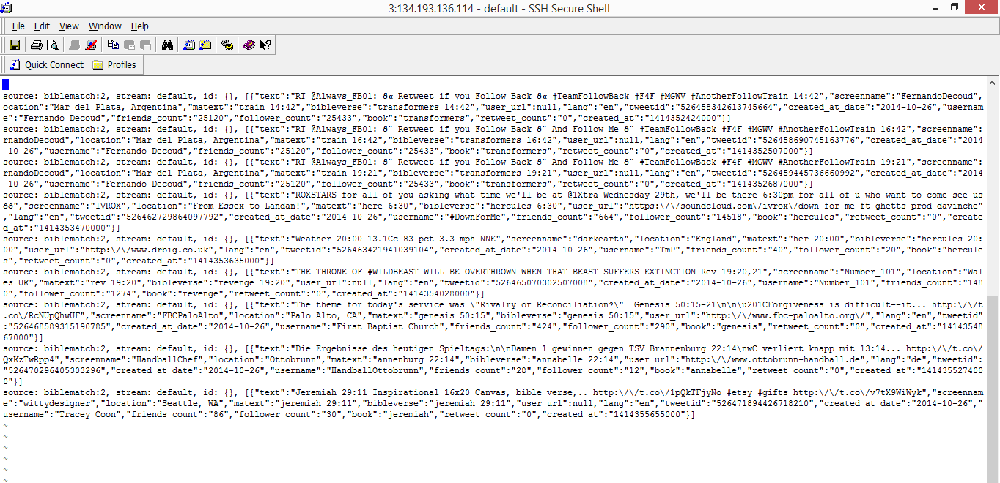 3:134.193.136.114 - default - SSH Secure Shell
File Edit View Window Help
Quick Connect Profiles
source: biblematch:2, stream: default, id: {}, [{"text":"RT @Always_FB01: ð« Retweet if you Follow Back ð« #TeamFollowBack #F4F #MGWV #AnotherFollowTrain 14:42","screenname":"FernandoDecoud",
ocation":"Mar del Plata, Argentina","matext":"train 14:42","bibleverse":"transformers 14:42","user_url":null,"lang":"en","tweetid":"526458342613745664","created_at_date":"2014-10-26","usernam
e":"Fernando Decoud","friends_count":"25120","follower_count":"25433","book":"transformers","retweet_count":"0","created_at":"1414352424000"}]
source: biblematch:2, stream: default, id: {}, [{"text":"RT @Always_FB01: ð¨ Retweet if you Follow Back ð¨ And Follow Me ð¨ #TeamFollowBack #F4F #MGWV #AnotherFollowTrain 16:42","screenname":
rnandoDecoud","location":"Mar del Plata, Argentina","matext":"train 16:42","bibleverse":"transformers 16:42","user_url":null,"lang":"en","tweetid":"526458690745163776","created_at_date":"2014
-10-26","username":"Fernando Decoud","friends_count":"25120","follower_count":"25433","book":"transformers","retweet_count":"0","created_at":"1414352507000"}]
source: biblematch:2, stream: default, id: {}, [{"text":"RT @Always_FB01: ð¨ Retweet if you Follow Back ð¨ And Follow Me ð¨ #TeamFollowBack #F4F #MGWV #AnotherFollowTrain 19:21","screenname":
rnandoDecoud","location":"Mar del Plata, Argentina","matext":"train 19:21","bibleverse":"transformers 19:21","user_url":null,"lang":"en","tweetid":"526459445736660992","created_at_date":"2014
-10-26","username":"Fernando Decoud","friends_count":"25120","follower_count":"25433","book":"transformers","retweet_count":"0","created_at":"1414352687000"}]
source: biblematch:2, stream: default, id: {}, [{"text":"ROXSTARS for all of you asking what time we'll be at @1Xtra Wednesday 29th, we'll be there 6:30pm for all of u who want to come see us
ðð","screenname":"IVROX","location":"From Essex to Landan!","matext":"here 6:30","bibleverse":"hercules 6:30","user_url":"https:\/\/soundcloud.com\/ivrox\/down-for-me-ft-ghetts-prod-davinche"
,"lang":"en","tweetid":"526462729864097792","created_at_date":"2014-10-26","username":"#DownForMe","friends_count":"664","follower_count":"14518","book":"hercules","retweet_count":"0","create
d_at":"1414353470000"}]
source: biblematch:2, stream: default, id: {}, [{"text":"Weather 20:00 13.1Cc 83 pct 3.3 mph NNE","screenname":"darkearth","location":"England","matext":"her 20:00","bibleverse":"hercules 20:
00","user_url":"http:\/\/www.drbig.co.uk","lang":"en","tweetid":"526463421941039104","created_at_date":"2014-10-26","username":"TmP","friends_count":"40","follower_count":"20","book":"hercule
s","retweet_count":"0","created_at":"1414353635000"}]
source: biblematch:2, stream: default, id: {}, [{"text":"THE THRONE OF #WILDBEAST WILL BE OVERTHROWN WHEN THAT BEAST SUFFERS EXTINCTION Rev 19:20,21","screenname":"Number_101","location":"Wal
es UK","matext":"rev 19:20","bibleverse":"revenge 19:20","user_url":null,"lang":"en","tweetid":"526465070302507008","created_at_date":"2014-10-26","username":"Number_101","friends_count":"148
0","follower_count":"1274","book":"revenge","retweet_count":"0","created_at":"1414354028000"}]
source: biblematch:2, stream: default, id: {}, [{"text":"The theme for today's service was \"Rivalry or Reconciliation?\"  Genesis 50:15-21\n\n\u201CForgiveness is difficult--it... http:\/\/t
.co\/RcNUpQhwUF","screenname":"FBCPaloAlto","location":"Palo Alto, CA","matext":"genesis 50:15","bibleverse":"genesis 50:15","user_url":"http:\/\/www.fbc-paloalto.org\/","lang":"en","tweetid"
:"526468589315190785","created_at_date":"2014-10-26","username":"First Baptist Church","friends_count":"424","follower_count":"290","book":"genesis","retweet_count":"0","created_at":"14143548
67000"}]
source: biblematch:2, stream: default, id: {}, [{"text":"Die Ergebnisse des heutigen Spieltags:\n\nDamen 1 gewinnen gegen TSV Brannenburg 22:14\nwC verliert knapp mit 13:14... http:\/\/t.co\/
QxKzTwRpp4","screenname":"HandballChef","location":"Ottobrunn","matext":"annenburg 22:14","bibleverse":"annabelle 22:14","user_url":"http:\/\/www.ottobrunn-handball.de","lang":"de","tweetid":
"526470296405303296","created_at_date":"2014-10-26","username":"HandballOttobrunn","friends_count":"28","follower_count":"12","book":"annabelle","retweet_count":"0","created_at":"141435527400
0"}]
source: biblematch:2, stream: default, id: {}, [{"text":"Jeremiah 29:11 Inspirational 16x20 Canvas, bible verse,.. http:\/\/t.co\/1pQkTFjyNo #etsy #gifts http:\/\/t.co\/v7tX9WiWyk","screennam
e":"wittydesigner","location":"Seattle, WA","matext":"jeremiah 29:11","bibleverse":"jeremiah 29:11","user_url":null,"lang":"en","tweetid":"526471894426718210","created_at_date":"2014-10-26",
"username":"Tracey Coon","friends_count":"86","follower_count":"30","book":"jeremiah","retweet_count":"0","created_at":"1414355655000"}]
~
~
~
~
~
~